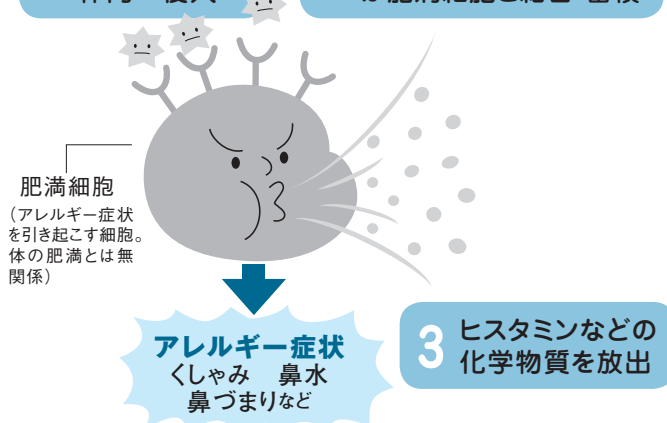 肥満細胞
（アレルギー症状
を引き起こす細胞。
体の肥満とは無
関係）
アレルギー症状
くしゃみ　鼻水
鼻づまりなど
3 ヒスタミンなどの
化学物質を放出